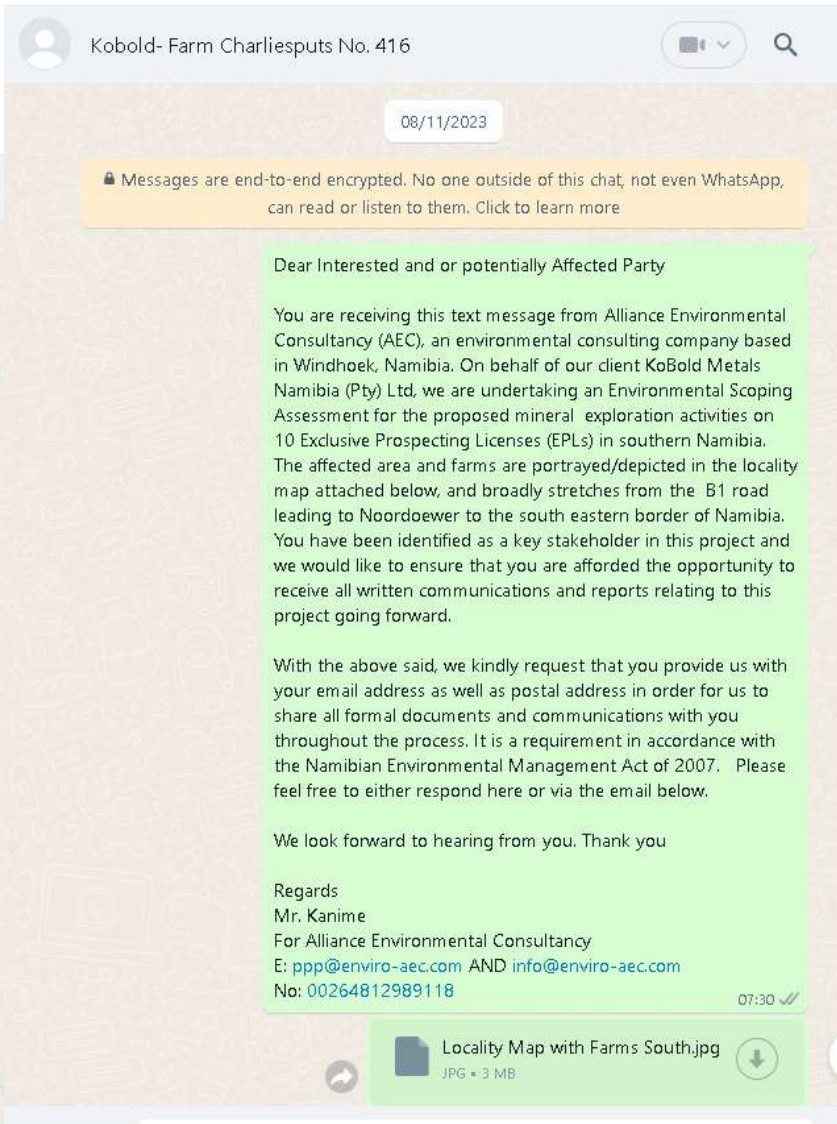 Kobold- Farm Charliesputs No. 416
08/11/2023
Messages are end-to-end encrypted. No one outside of this chat, not even WhatsApp,
can read or listen to them. Click to learn more
Dear Interested and or potentially Affected Party
You are receiving this text message from Alliance Environmental
Consultancy (AEC), an environmental consulting company based
in Windhoek, Namibia. On behalf of our client KoBold Metals
Namibia (Pty) Ltd, we are undertaking an Environmental Scoping
Assessment for the proposed mineral  exploration activities on
10 Exclusive Prospecting Licenses (EPLs) in southern Namibia.
The affected area and farms are portrayed/depicted in the locality
map attached below, and broadly stretches from the  B1 road
leading to Noordoewer to the south eastern border of Namibia.
You have been identified as a key stakeholder in this project and
we would like to ensure that you are afforded the opportunity to
receive all written communications and reports relating to this
project going forward.
With the above said, we kindly request that you provide us with
your email address as well as postal address in order for us to
share all formal documents and communications with you
throughout the process. It is a requirement in accordance with
the Namibian Environmental Management Act of 2007.   Please
feel free to either respond here or via the email below.
We look forward to hearing from you. Thank you
Regards
Mr. Kanime
For Alliance Environmental Consultancy
E: ppp@enviro-aec.com AND info@enviro-aec.com
No: 00264812989118
07:30
Locality Map with Farms South.jpg
JPG • 3 MB